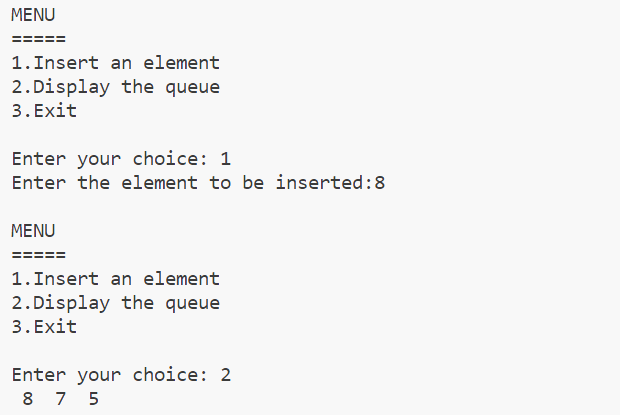 MENU
=====
1.Insert an element
2.Display the queue
3.Exit
Enter your choice: 1
Enter the element to be inserted:8
MENU
=====
1.Insert an element
2.Display the queue
3.Exit
Enter your choice: 2
8  7  5